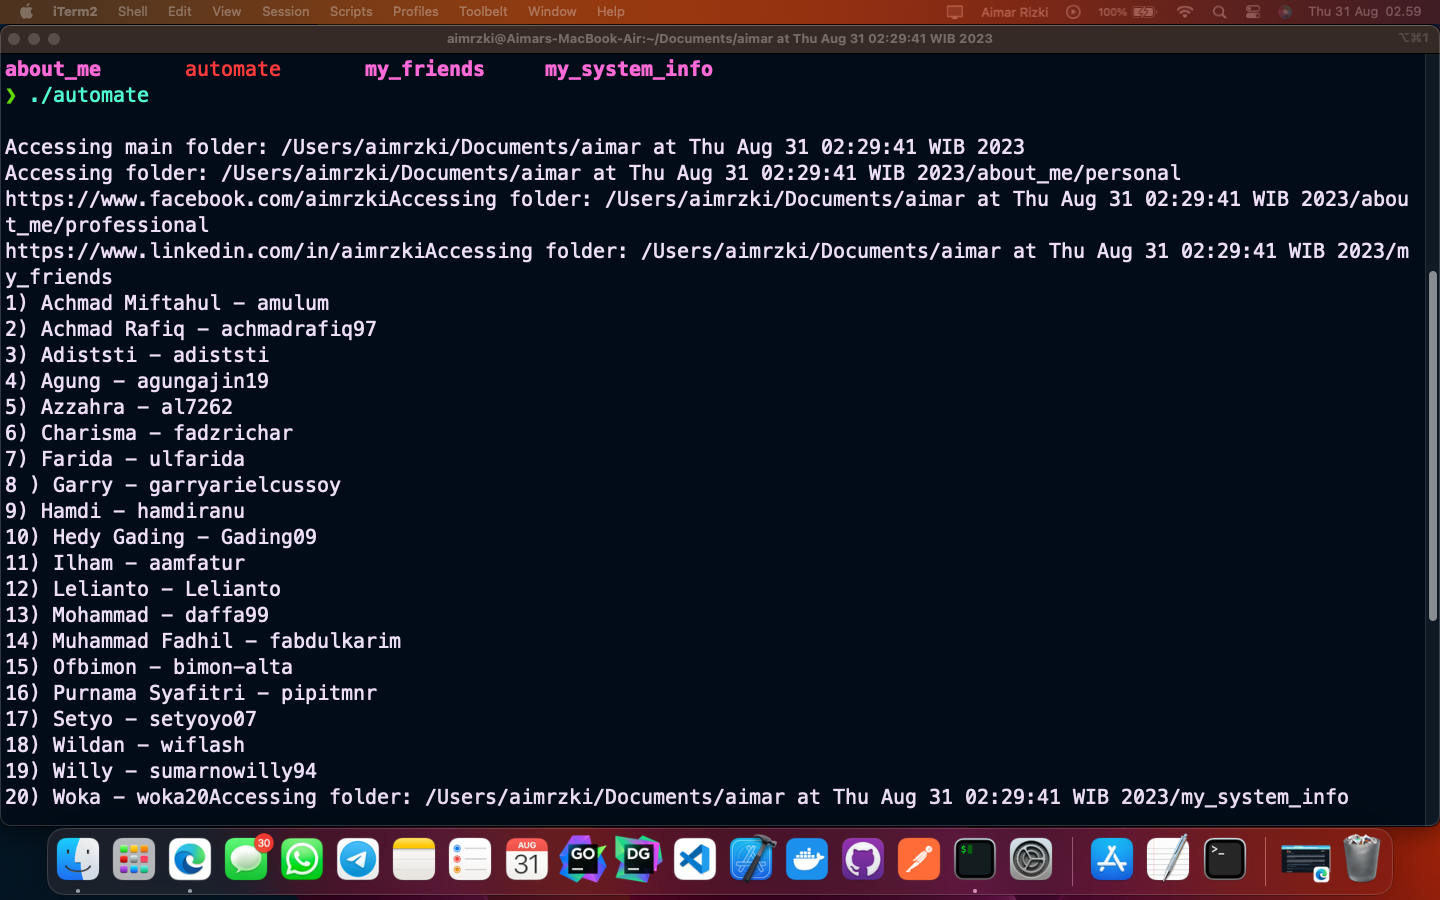 iTerm2 Shell Edit View Session Scripts Profiles Toolbelt Window Help Aimar Rizki 100% Thu 31 Aug 02.59
aimrzki@Aimars-MacBook-Air:~/Documents/aimar at Thu Aug 31 02:29:41 WIB 2023 ⌥⌘1
about_me automate my_friends my_system_info
❯ ./automate
Accessing main folder: /Users/aimrzki/Documents/aimar at Thu Aug 31 02:29:41 WIB 2023
Accessing folder: /Users/aimrzki/Documents/aimar at Thu Aug 31 02:29:41 WIB 2023/about_me/personal
https://www.facebook.com/aimrzkiAccessing folder: /Users/aimrzki/Documents/aimar at Thu Aug 31 02:29:41 WIB 2023/abou
t_me/professional
https://www.linkedin.com/in/aimrzkiAccessing folder: /Users/aimrzki/Documents/aimar at Thu Aug 31 02:29:41 WIB 2023/m
y_friends
1) Achmad Miftahul – amulum
2) Achmad Rafiq – achmadrafiq97
3) Adiststi – adiststi
4) Agung – agungajin19
5) Azzahra – al7262
6) Charisma – fadzrichar
7) Farida – ulfarida
8 ) Garry – garryarielcussoy
9) Hamdi – hamdiranu
10) Hedy Gading – Gading09
11) Ilham – aamfatur
12) Lelianto – Lelianto
13) Mohammad – daffa99
14) Muhammad Fadhil – fabdulkarim
15) Ofbimon – bimon-alta
16) Purnama Syafitri – pipitmnr
17) Setyo – setyoyo07
18) Wildan – wiflash
19) Willy – sumarnowilly94
20) Woka – woka20Accessing folder: /Users/aimrzki/Documents/aimar at Thu Aug 31 02:29:41 WIB 2023/my_system_info
30
AUG
31
GO
DG
$
>_